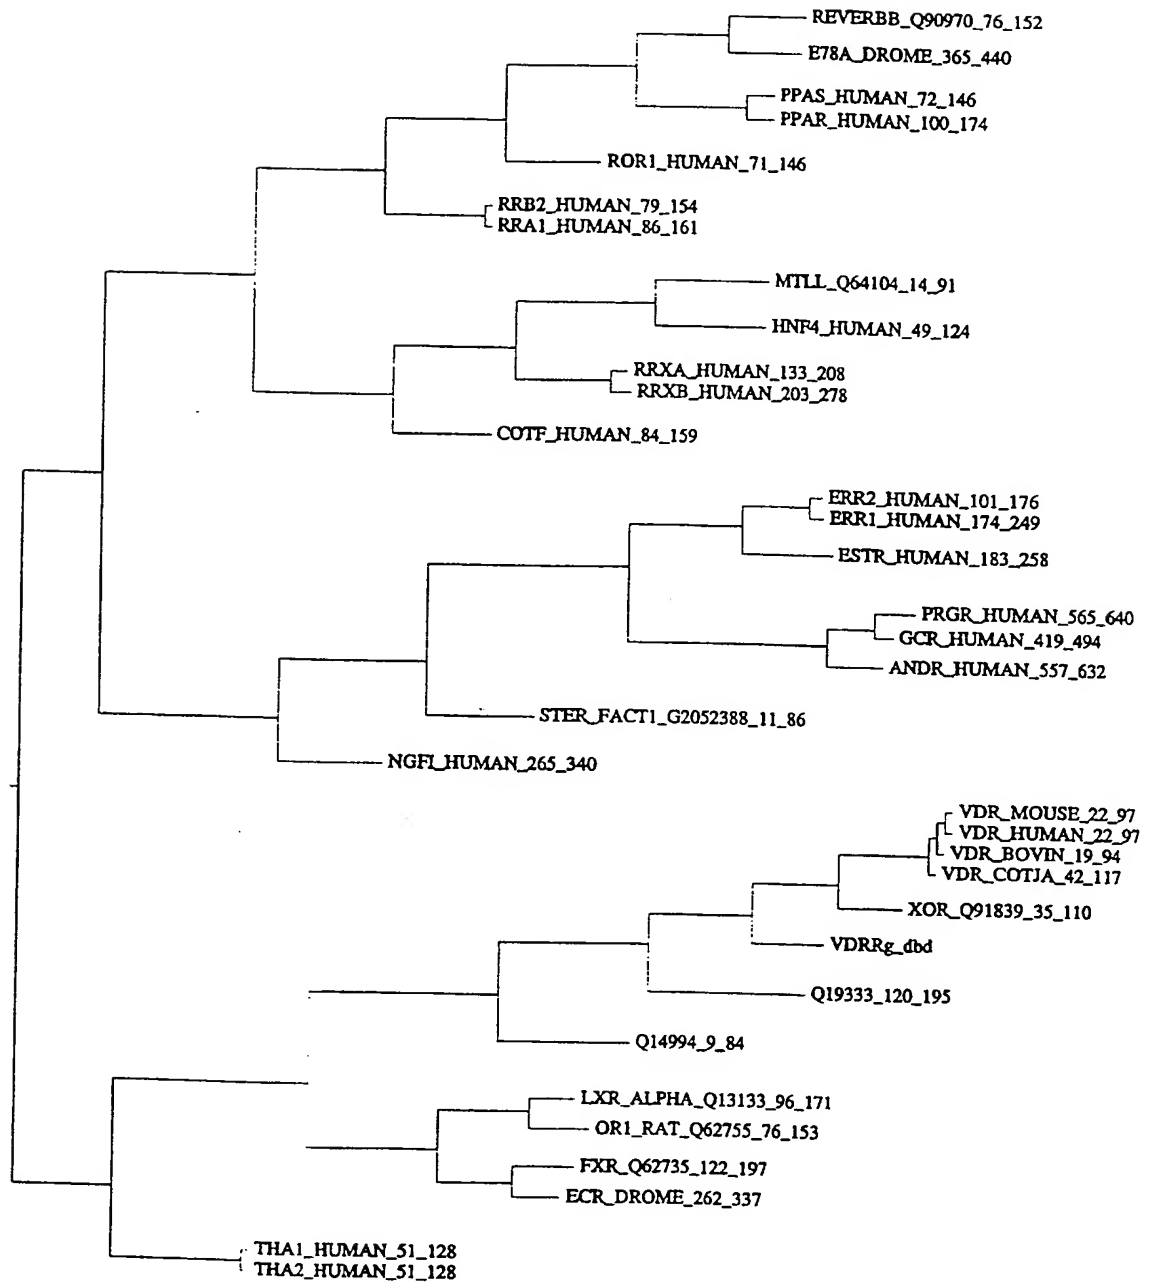 REVERBB_Q90970_76_152
E78A_DROME_365_440
PPAS_HUMAN_72_146
PPAR_HUMAN_100_174
ROR1_HUMAN_71_146
RRB2_HUMAN_79_154
RRA1_HUMAN_86_161
MTLL_Q64104_14_91
HNF4_HUMAN_49_124
RRXA_HUMAN_133_208
RRXB_HUMAN_203_278
COTF_HUMAN_84_159
ERR2_HUMAN_101_176
ERR1_HUMAN_174_249
ESTR_HUMAN_183_258
PRGR_HUMAN_565_640
GCR_HUMAN_419_494
ANDR_HUMAN_557_632
STER_FACT1_G2052388_11_86
NGFI_HUMAN_265_340
VDR_MOUSE_22_97
VDR_HUMAN_22_97
VDR_BOVIN_19_94
VDR_COTJA_42_117
XOR_Q91839_35_110
VDRRg_dbd
Q19333_120_195
Q14994_9_84
LXR_ALPHA_Q13133_96_171
OR1_RAT_Q62755_76_153
FXR_Q62735_122_197
ECR_DROME_262_337
THA1_HUMAN_51_128
THA2_HUMAN_51_128